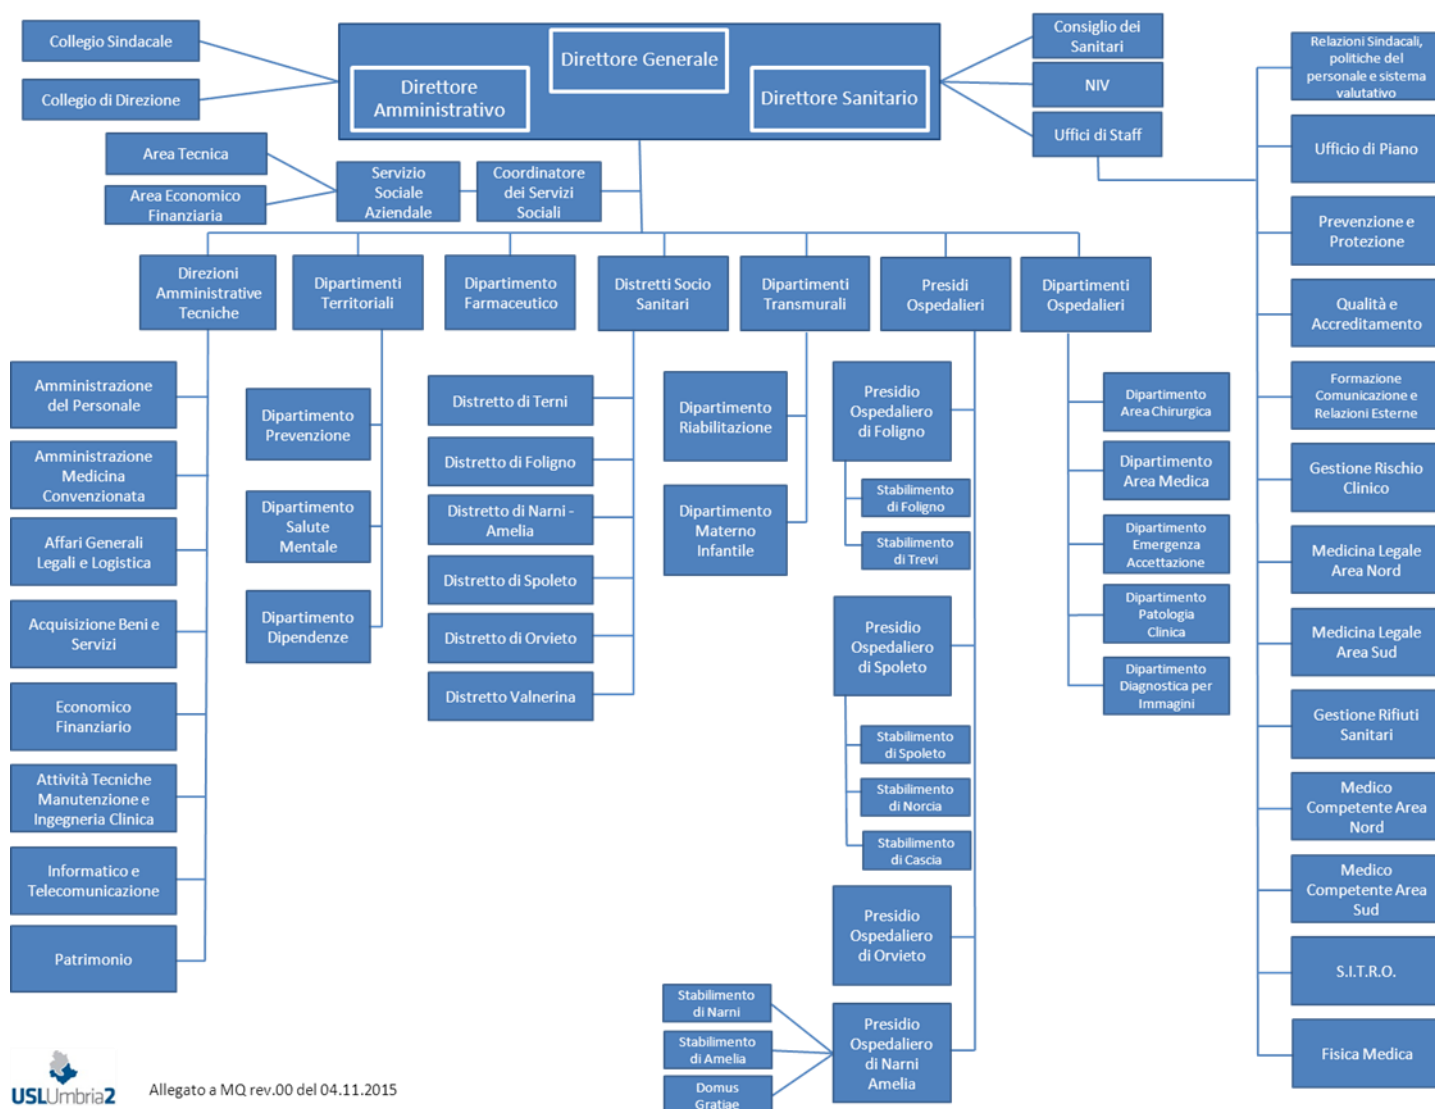 Collegio Sindacale
Collegio di Direzione
Direttore Generale
Direttore
Amministrativo
Direttore Sanitario
Consiglio dei
Sanitari
NIV
Uffici di Staff
Area Tecnica
Area Economico
Finanziaria
Servizio
Sociale
Aziendale
Coordinatore
dei Servizi
Sociali
Direzioni
Amministrative
Tecniche
Dipartimenti
Territoriali
Dipartimento
Farmaceutico
Distretti Socio
Sanitari
Dipartimenti
Transmurali
Presidi
Ospedalieri
Dipartimenti
Ospedalieri
Amministrazione
del Personale
Amministrazione
Medicina
Convenzionata
Affari Generali
Legali e Logistica
Acquisizione Beni e
Servizi
Economico
Finanziario
Attività Tecniche
Manutenzione e
Ingegneria Clinica
Informatico e
Telecomunicazione
Patrimonio
Dipartimento
Prevenzione
Dipartimento
Salute
Mentale
Dipartimento
Dipendenze
Distretto di Terni
Distretto di Foligno
Distretto di Narni -
Amelia
Distretto di Spoleto
Distretto di Orvieto
Distretto Valnerina
Dipartimento
Riabilitazione
Dipartimento
Materno
Infantile
Presidio
Ospedaliero
di Foligno
Stabilimento
di Foligno
Stabilimento
di Trevi
Presidio
Ospedaliero
di Spoleto
Stabilimento
di Spoleto
Stabilimento
di Norcia
Stabilimento
di Cascia
Presidio
Ospedaliero
di Orvieto
Presidio
Ospedaliero
di Narni
Amelia
Stabilimento
di Narni
Stabilimento
di Amelia
Domus
Gratiae
Dipartimento
Area Chirurgica
Dipartimento
Area Medica
Dipartimento
Emergenza
Accettazione
Dipartimento
Patologia
Clinica
Dipartimento
Diagnostica per
Immagini
Relazioni Sindacali,
politiche del
personale e sistema
valutativo
Ufficio di Piano
Prevenzione e
Protezione
Qualità e
Accreditamento
Formazione
Comunicazione e
Relazioni Esterne
Gestione Rischio
Clinico
Medicina Legale
Area Nord
Medicina Legale
Area Sud
Gestione Rifiuti
Sanitari
Medico
Competente Area
Nord
Medico
Competente Area
Sud
S.I.T.R.O.
Fisica Medica
USLUmbria2
Allegato a MQ rev.00 del 04.11.2015